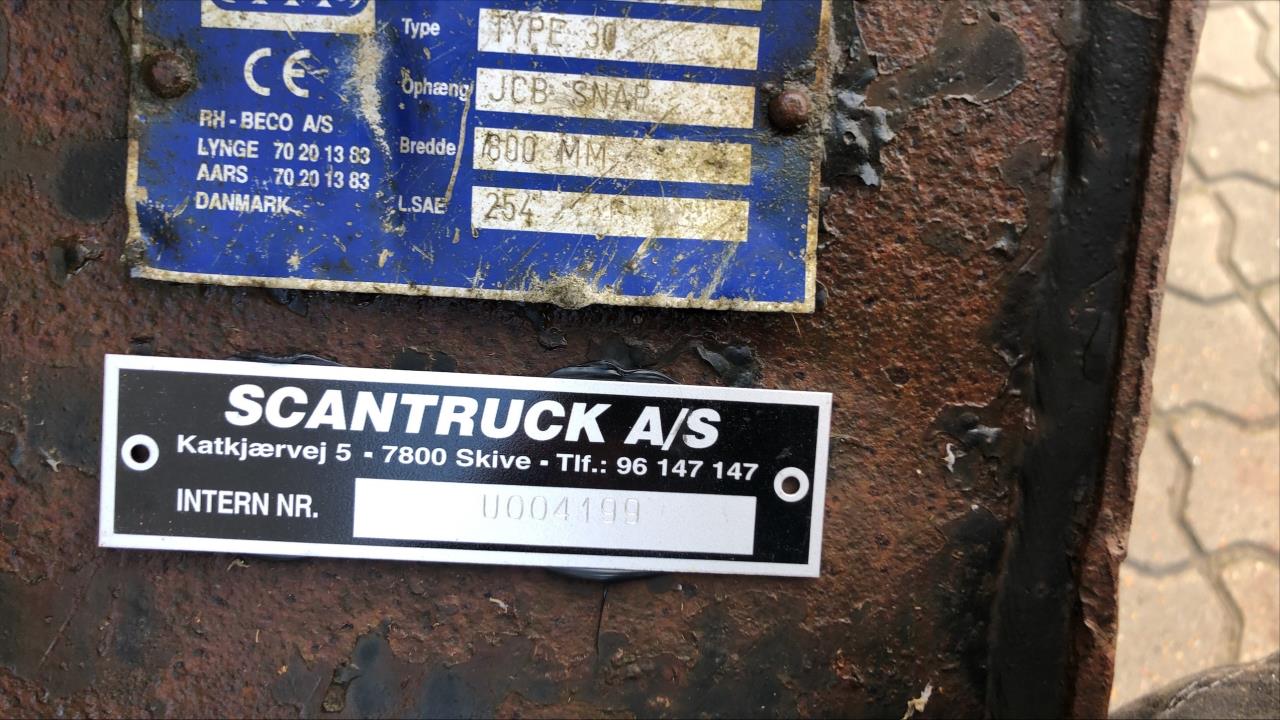 Type TYPE 30
CE
Ophæng JCB SNAP
RH - BECO A/S
Bredde 600 MM
LYNGE 70 20 13 83
AARS 70 20 13 83
DANMARK
L.SAE 254
SCANTRUCK A/S
Katkjærvej 5 - 7800 Skive - Tlf.: 96 147 147
INTERN NR. U004199